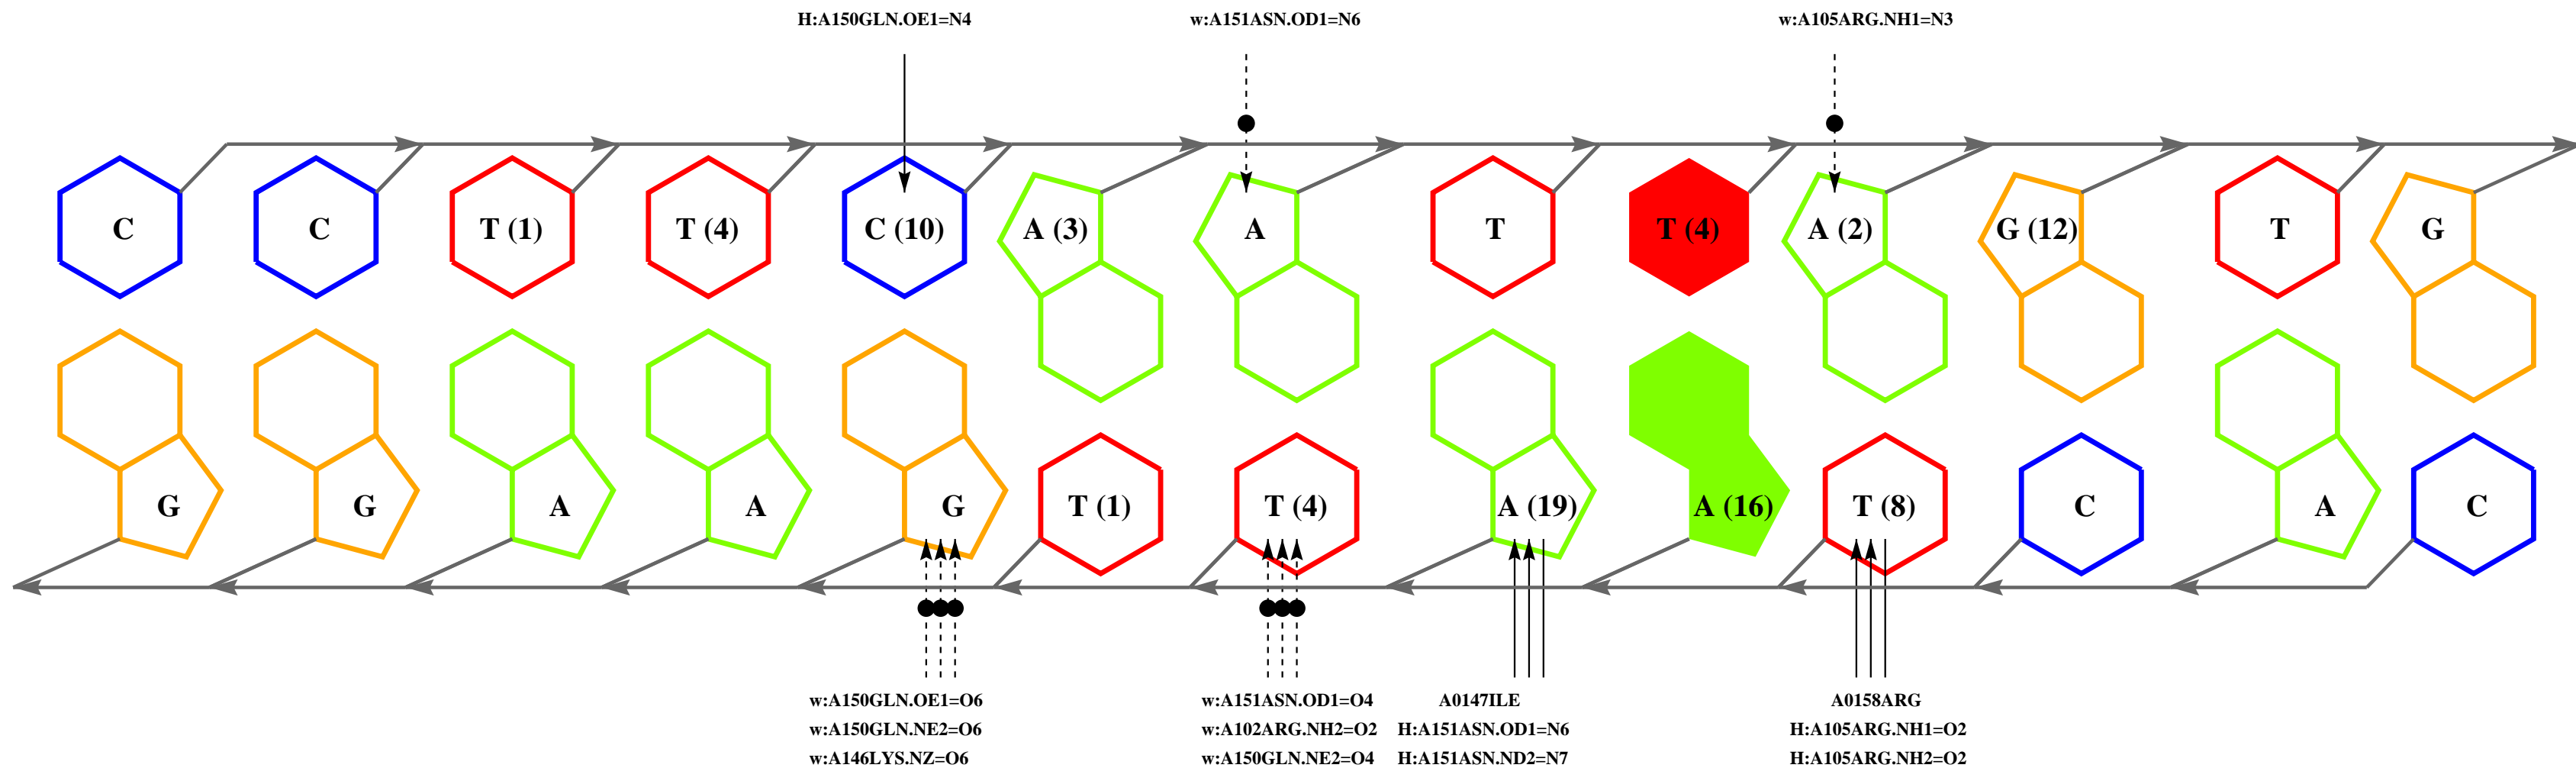 H:A150GLN.OE1=N4 w:A151ASN.OD1=N6 w:A105ARG.NH1=N3
C C T (1) T (4) C (10) A (3) A T T (4) A (2) G (12) T G
G G A A G T (1) T (4) A (19) A (16) T (8) C A C
w:A150GLN.OE1=O6 w:A151ASN.OD1=O4 A0147ILE A0158ARG
w:A150GLN.NE2=O6 w:A102ARG.NH2=O2 H:A151ASN.OD1=N6 H:A105ARG.NH1=O2
w:A146LYS.NZ=O6 w:A150GLN.NE2=O4 H:A151ASN.ND2=N7 H:A105ARG.NH2=O2